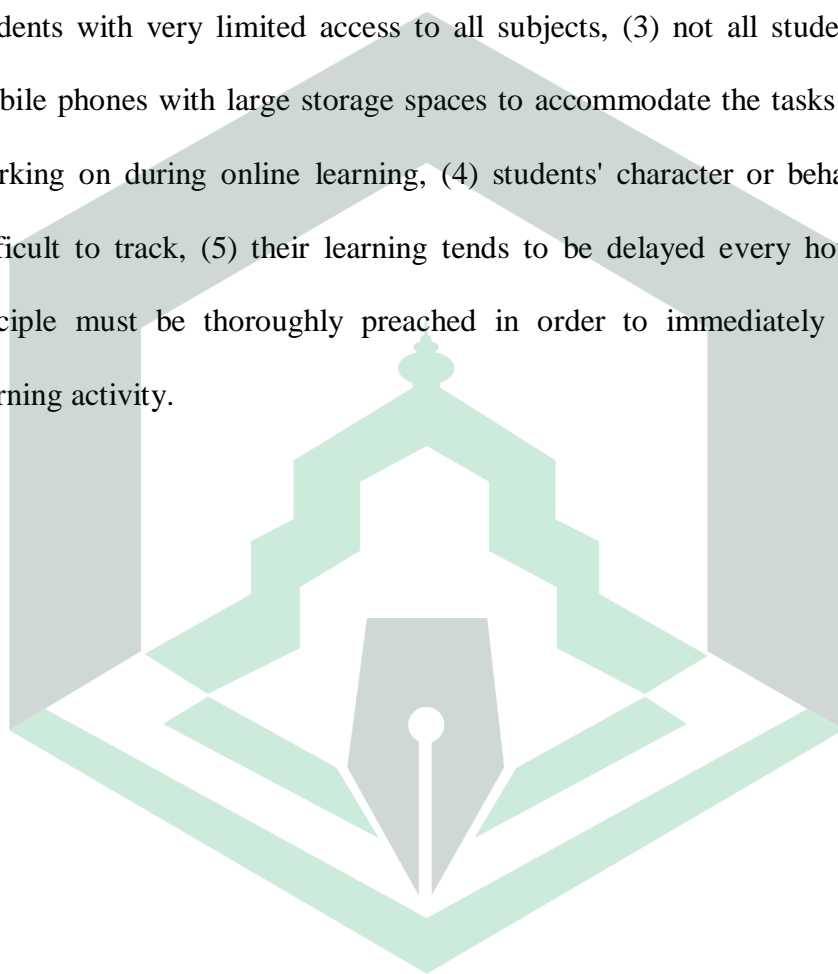 dents with very limited access to all subjects, (3) not all stude
bile phones with large storage spaces to accommodate the tasks
rking on during online learning, (4) students' character or beha
ficult to track, (5) their learning tends to be delayed every ho
ciple must be thoroughly preached in order to immediately
rning activity.